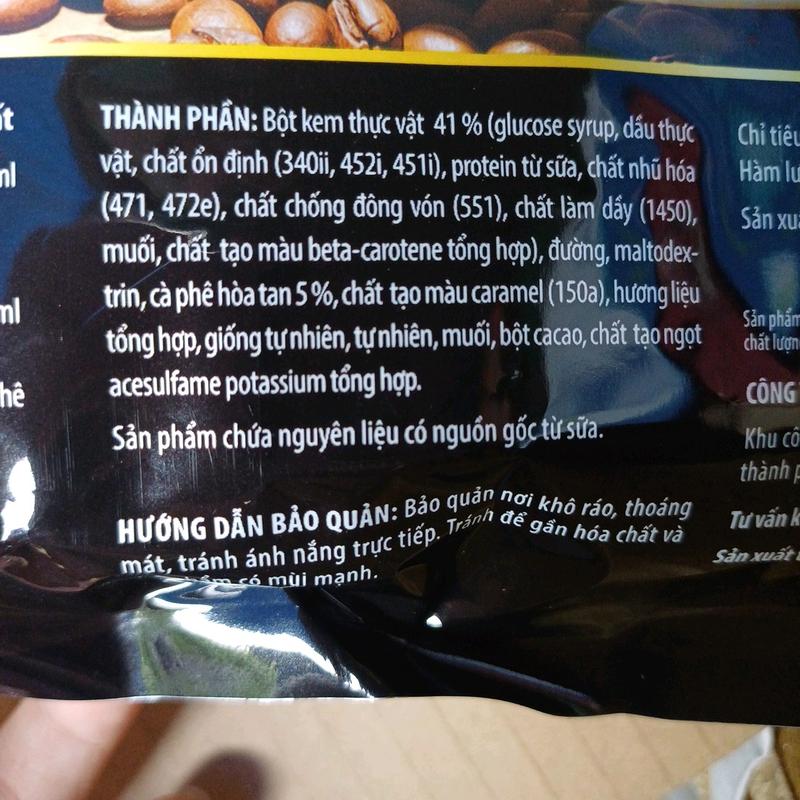 ất
ml
ml
hê
THÀNH PHẦN: Bột kem thực vật 41 % (glucose syrup, dầu thực
vật, chất ổn định (340ii, 452i, 451i), protein từ sữa, chất nhũ hóa
(471, 472e), chất chống đông vón (551), chất làm dầy (1450),
muối, chất tạo màu beta-carotene tổng hợp), đường, maltodex-
trin, cà phê hòa tan 5 %, chất tạo màu caramel (150a), hương liệu
tổng hợp, giống tự nhiên, tự nhiên, muối, bột cacao, chất tạo ngọt
acesulfame potassium tổng hợp.
Sản phẩm chứa nguyên liệu có nguồn gốc từ sữa.
HƯỚNG DẪN BẢO QUẢN: Bảo quản nơi khô ráo, thoáng
mát, tránh ánh nắng trực tiếp. Tránh để gần hóa chất và
có mùi mạnh.
Chỉ tiêu
Hàm lư
Sản xuấ
Sản phẩm
chất lượng
CÔNG
Khu cô
thành p
Tư vấn k
Sản xuất